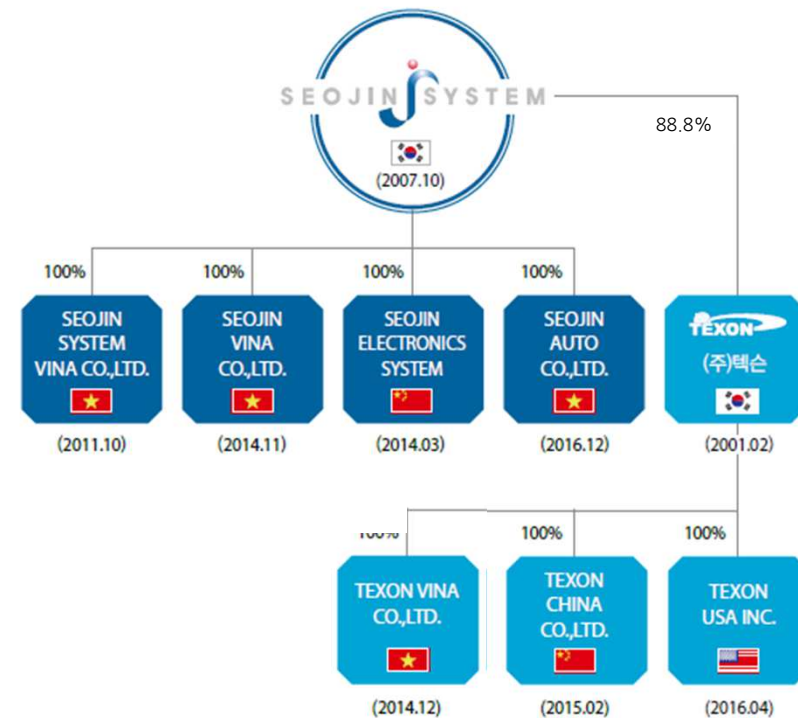 SEOJIN SYSTEM
88.8%
(2007.10)
100% 100% 100% 100%
SEOJIN
SYSTEM
VINA CO.,LTD.
(2011.10)
SEOJIN
VINA
CO.,LTD.
(2014.11)
SEOJIN
ELECTRONICS
SYSTEM
(2014.03)
SEOJIN
AUTO
CO.,LTD.
(2016.12)
TEXON
(주)텍슨
(2001.02)
100% 100% 100%
TEXON VINA
CO.,LTD.
(2014.12)
TEXON
CHINA
CO.,LTD.
(2015.02)
TEXON
USA INC.
(2016.04)